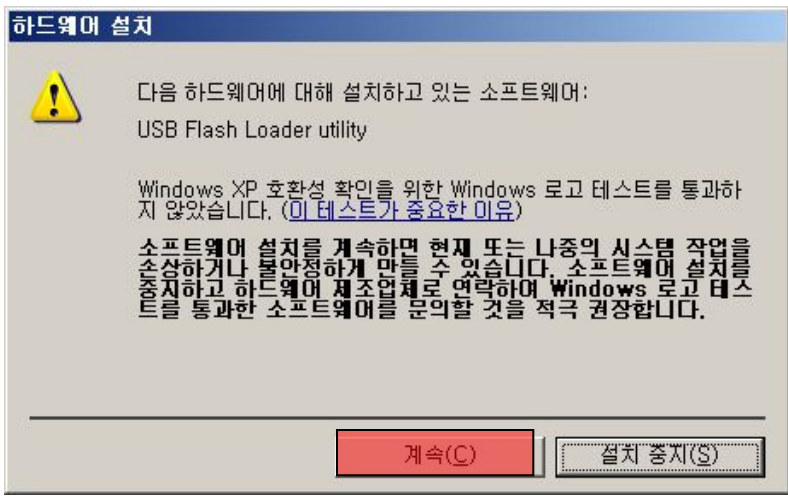 하드웨어 설치
다음 하드웨어에 대해 설치하고 있는 소프트웨어:
USB Flash Loader utility
Windows XP 호환성 확인을 위한 Windows 로고 테스트를 통과하
지 않았습니다. (이 테스트가 중요한 이유)
소프트웨어 설치를 계속하면 현재 또는 나중의 시스템 작업을
손상하거나 불안정하게 만들 수 있습니다. 소프트웨어 설치를
중지하고 하드웨어 제조업체로 연락하여 Windows 로고 테스
트를 통과한 소프트웨어를 문의할 것을 적극 권장합니다.
계속(C) 설치 중지(S)